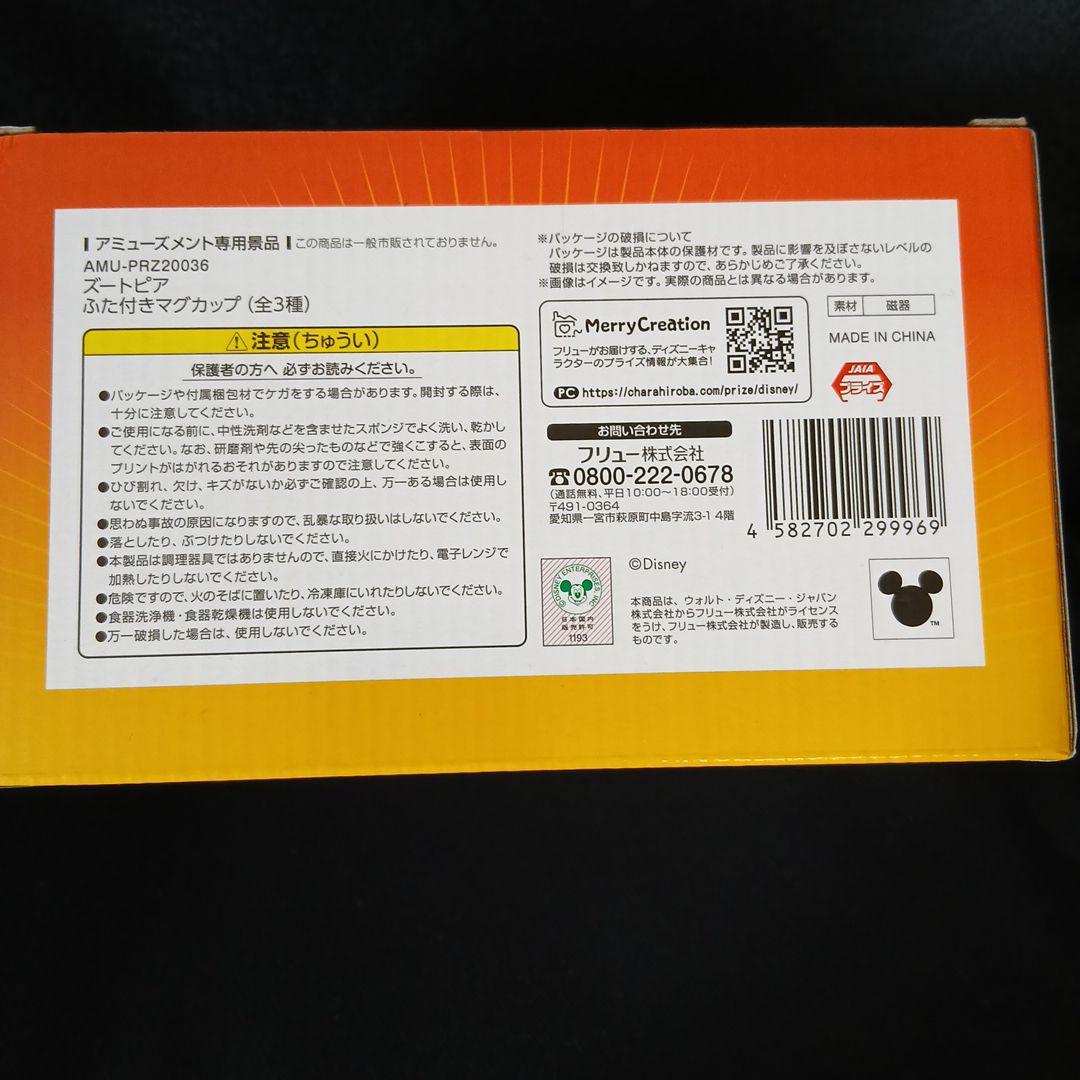 アミューズメント専用景品 この商品は一般市販されておりません。
AMU-PRZ20036
ズートピア
ふた付きマグカップ (全3種)
注意(ちゅうい)
保護者の方へ 必ずお読みください。
●パッケージや付属梱包材でケガをする場合があります。開封する際は、
十分に注意してください。
●ご使用になる前に、中性洗剤などを含ませたスポンジでよく洗い、乾かし
てください。なお、研磨剤や先の尖ったものなどで強くこすると、表面の
プリントがはがれるおそれがありますので注意してください。
●ひび割れ、欠け、キズがないか必ずご確認の上、万一ある場合は使用し
ないでください。
●思わぬ事故の原因になりますので、乱暴な取り扱いはしないでください。
●落としたり、ぶつけたりしないでください。
●本製品は調理器具ではありませんので、直接火にかけたり、電子レンジで
加熱したりしないでください。
●危険ですので、火のそばに置いたり、冷凍庫にいれたりしないでください。
●食器洗浄機・食器乾燥機は使用しないでください。
●万一破損した場合は、使用しないでください。
※パッケージの破損について
パッケージは製品本体の保護材です。製品に影響を及ぼさないレベルの
破損は交換致しかねますので、あらかじめご了承ください。
※画像はイメージです。実際の商品とは異なる場合があります。
MerryCreation
フリューがお届けする、ディズニーキャ
ラクターのプライズ情報が大集合!
PC https://charahiroba.com/prize/disney/
素材 磁器
MADE IN CHINA
JAIA
プライズ
お問い合わせ先
フリュー株式会社
☎0800-222-0678
(通話無料、平日10:00〜18:00受付)
〒491-0364
愛知県一宮市萩原町中島字流3-1 4階
4 582702 299969
©DISNEY ENTERPRISES, INC.
日本国内
販売許可
1193
©Disney
本商品は、ウォルト・ディズニー・ジャパン
株式会社からフリュー株式会社がライセンス
をうけ、フリュー株式会社が製造し、販売する
ものです。
TM